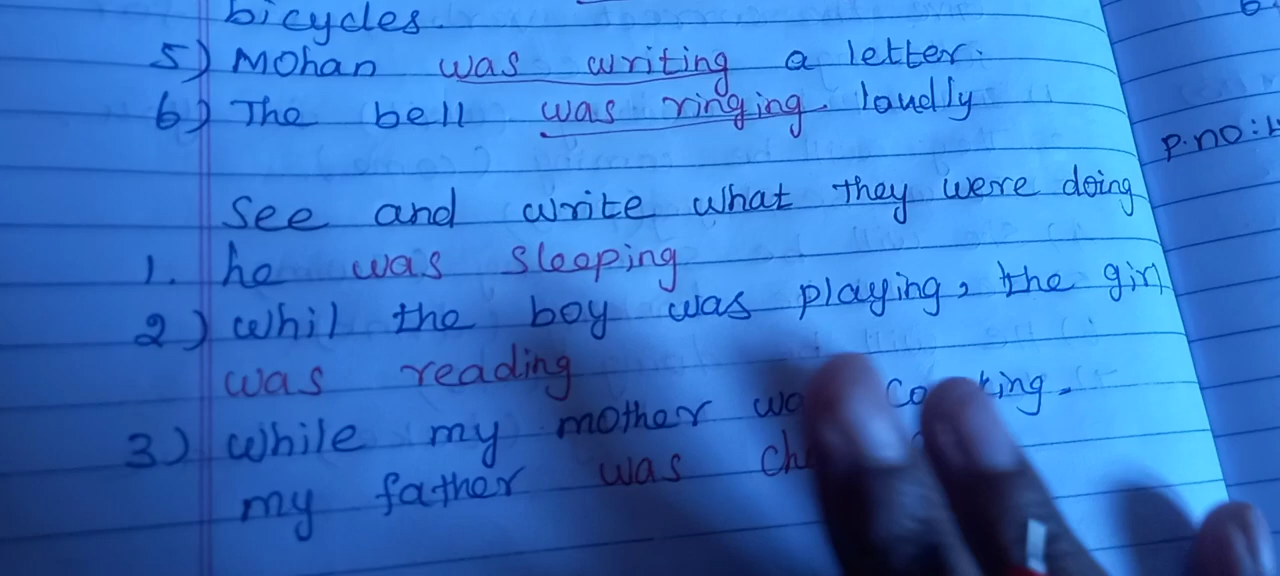 bicycles.
5) Mohan was writing a letter.
6) The bell was ringing. loudly
P.no:
See and write what they were doing
1. he was sleeping
2) whil the boy was playing, the girl
was reading
3) while my mother
my father was